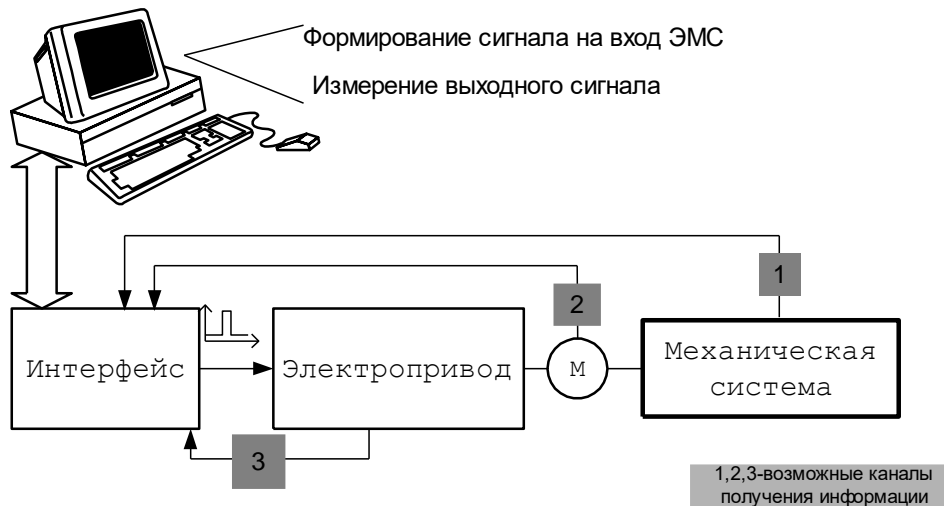 Формирование сигнала на вход ЭМС
Измерение выходного сигнала
1
2
Интерфейс
Электропривод
М
Механическая
система
3
1,2,3-возможные каналы
получения информации